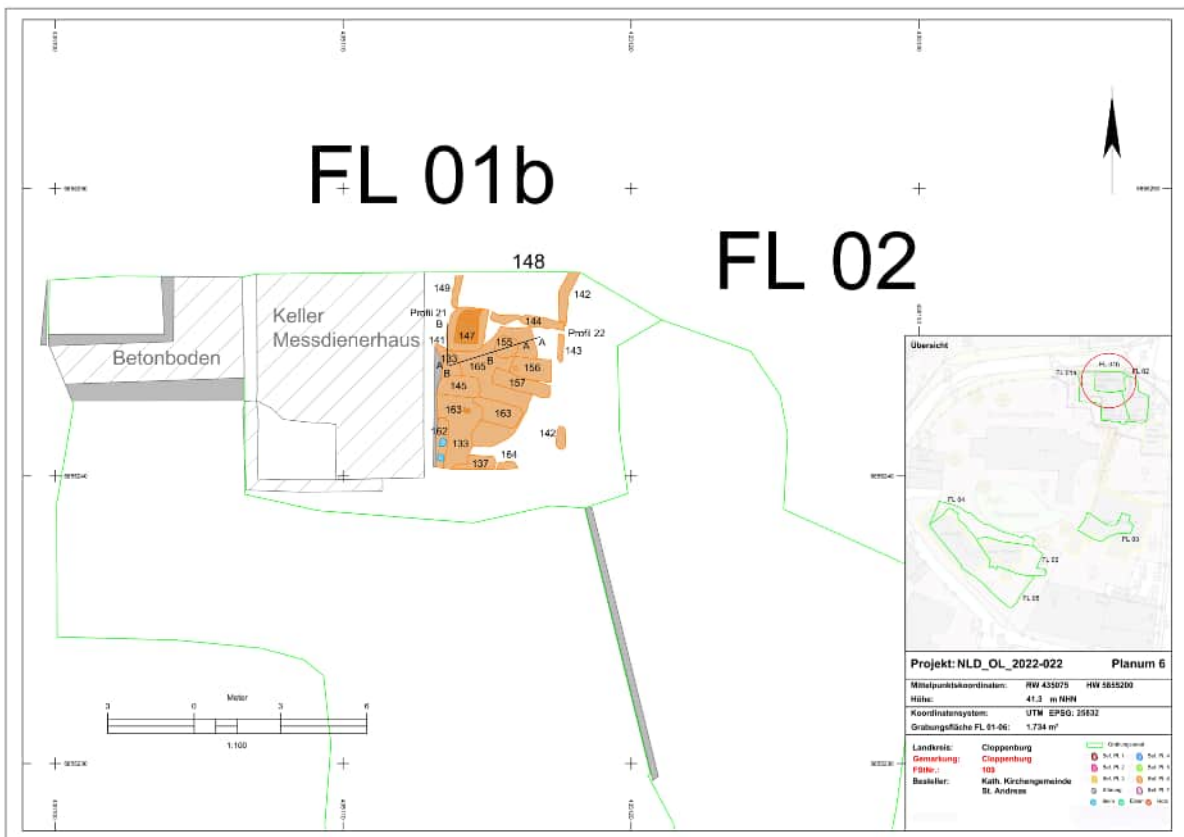 FL 01b
FL 02
148
149
142
Profil 21
B
144
Profil 22
141
147
155
A
A
143
133
A
B
165
B
156
145
157
163
163
162
133
142
164
137
Keller
Messdienerhaus
Betonboden
Meter
3
0
3
6
1:100
Übersicht
FL 01b
FL 02
FL 04
FL 03
FL 05
Projekt: NLD_OL_2022-022
Planum 6
Mittelpunktskoordinaten: RW 435075 HW 5855200
Höhe: 41.3 m NHN
Koordinatensystem: UTM EPSG: 25832
Grabungsfläche FL 01-06: 1.734 m²
Landkreis: Cloppenburg
Gemarkung: Cloppenburg
FStNr.: 103
Besteller: Kath. Kirchengemeinde
St. Andreas